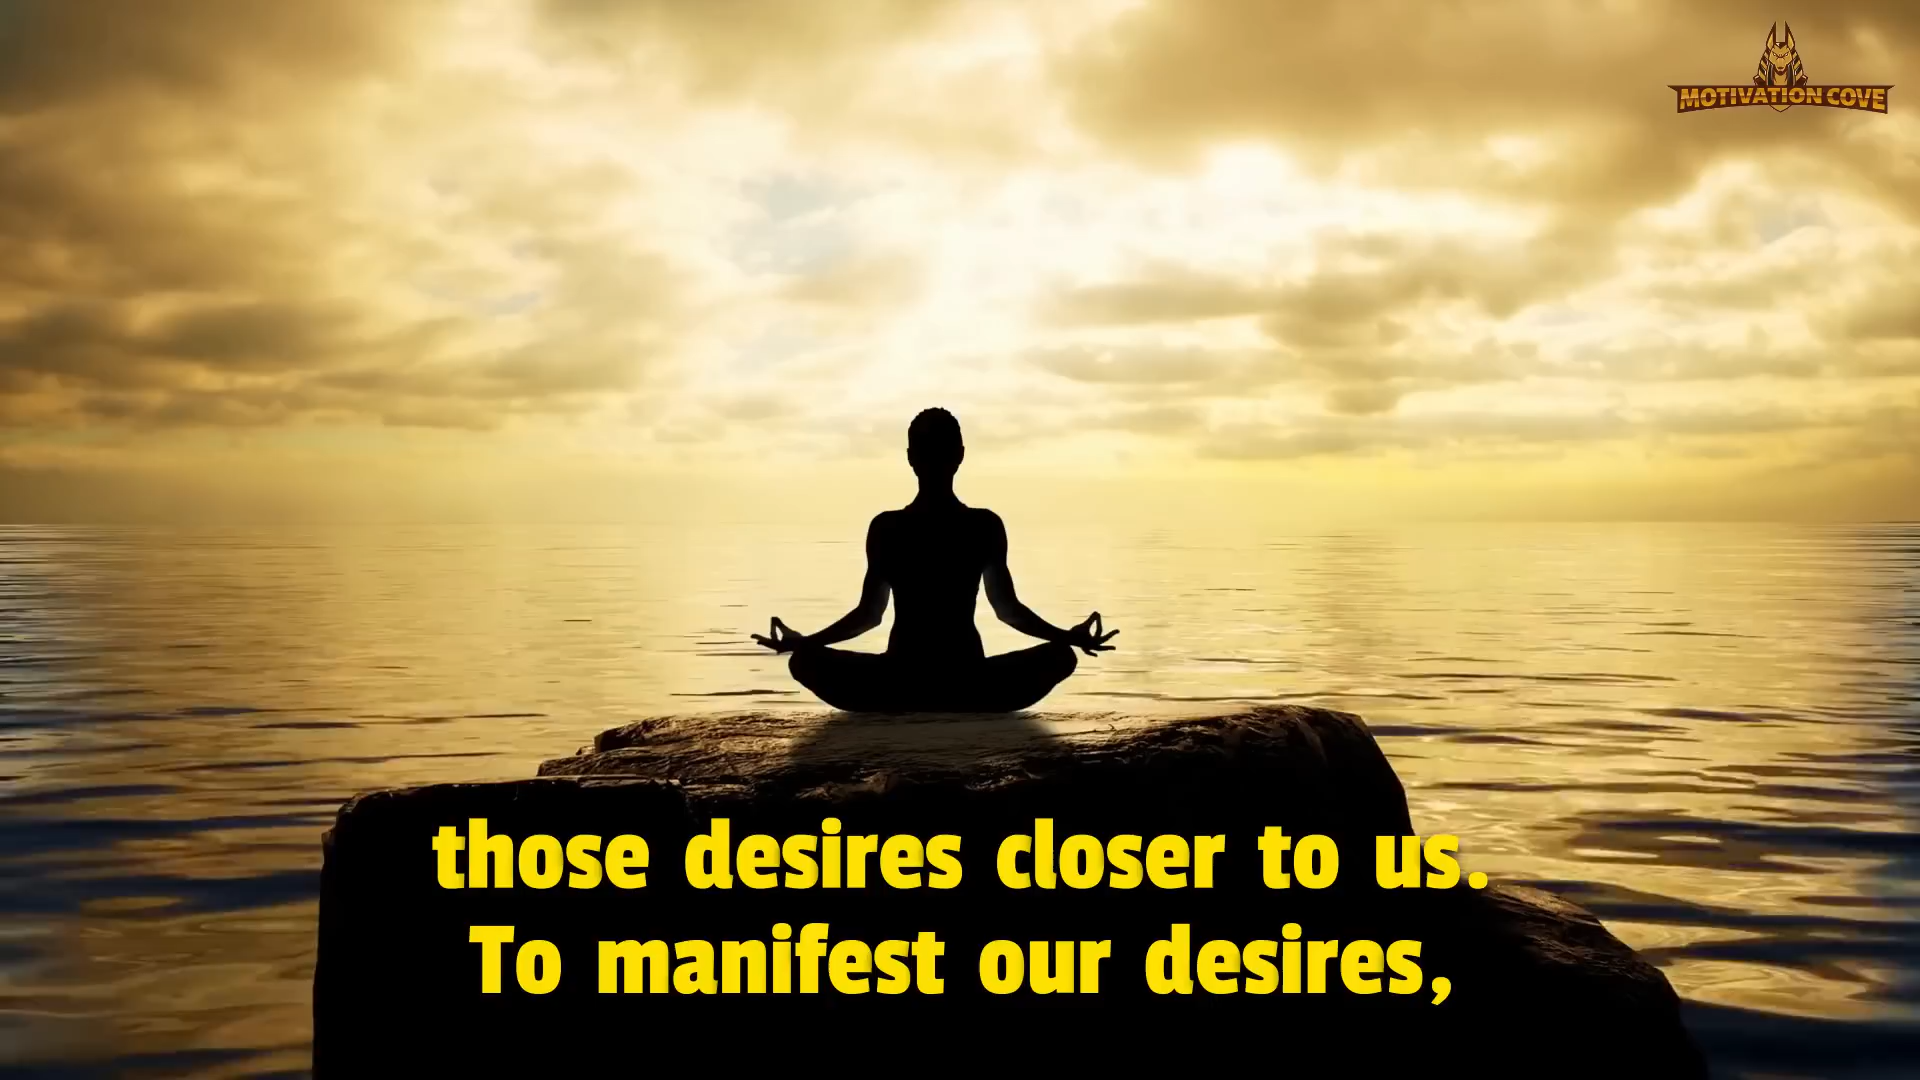 MOTIVATION COVE
those desires closer to us.
To manifest our desires,